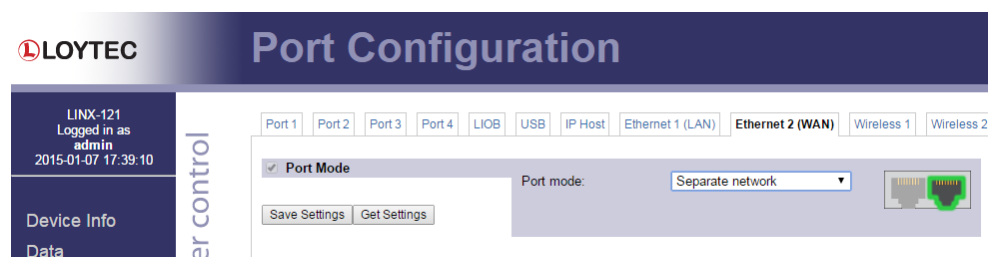 LOYTEC
Port Configuration
LINX-121
Logged in as
admin
2015-01-07 17:39:10
Device Info
Data
Port 1 Port 2 Port 3 Port 4 LIOB USB IP Host Ethernet 1 (LAN) Ethernet 2 (WAN) Wireless 1 Wireless 2
Port Mode
Port mode: Separate network
Save Settings Get Settings
control